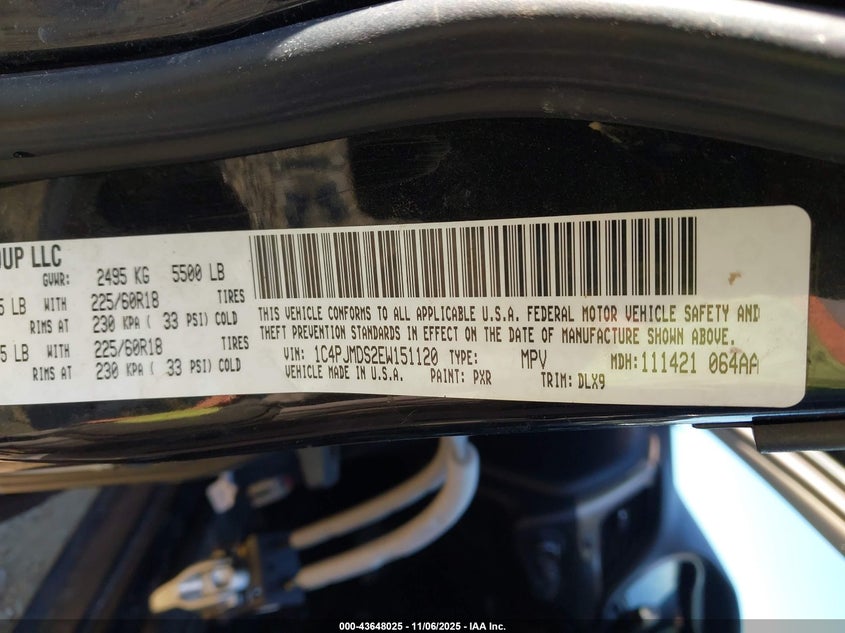 OUP LLC
GVWR: 2495 KG 5500 LB
5 LB WITH 225/60R18 TIRES
RIMS AT 230 KPA ( 33 PSI) COLD
5 LB WITH 225/60R18 TIRES
RIMS AT 230 KPA ( 33 PSI) COLD
THIS VEHICLE CONFORMS TO ALL APPLICABLE U.S.A. FEDERAL MOTOR VEHICLE SAFETY AND
THEFT PREVENTION STANDARDS IN EFFECT ON THE DATE OF MANUFACTURE SHOWN ABOVE.
VIN: 1C4PJMDS2EW151120 TYPE: MPV MDH: 111421 064AA
VEHICLE MADE IN U.S.A. PAINT: PXR TRIM: DLX9
000-43648025 - 11/06/2025 - IAA Inc.